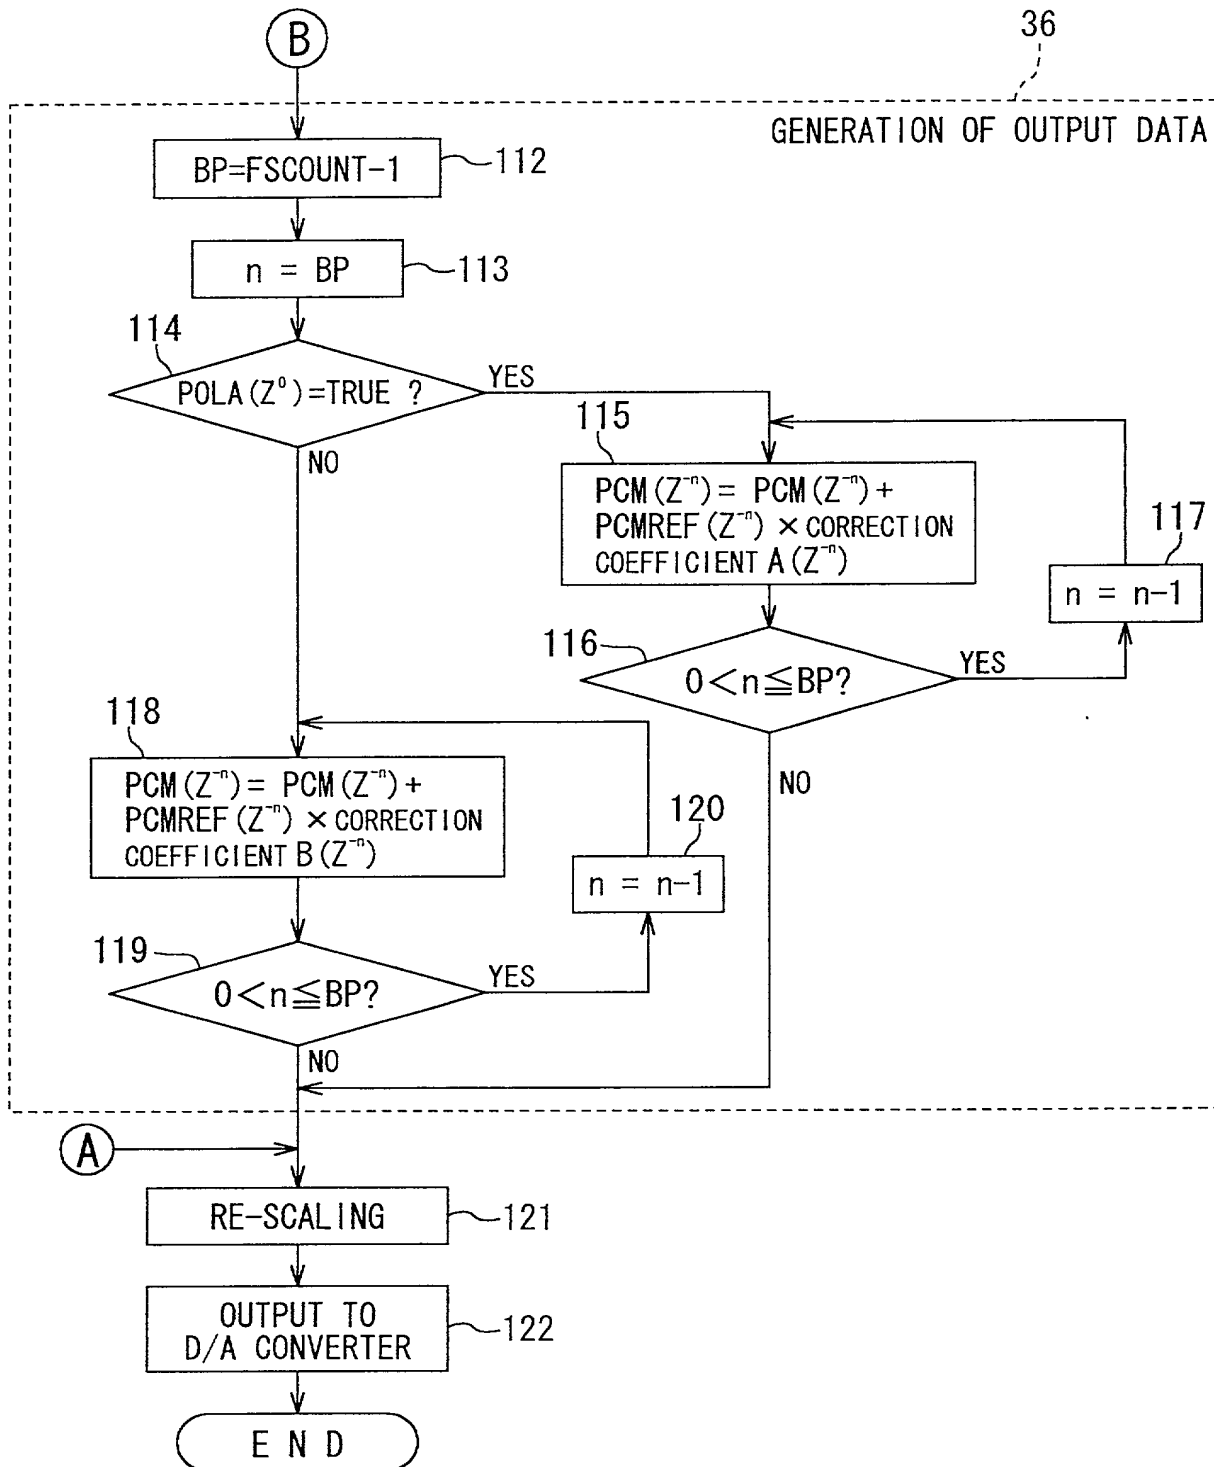 B
36
GENERATION OF OUTPUT DATA
BP=FSCOUNT-1
112
n = BP
113
114
POLA(Z⁰)=TRUE ?
YES
NO
115
PCM(Z⁻ⁿ)= PCM(Z⁻ⁿ)+
PCMREF(Z⁻ⁿ)×CORRECTION
COEFFICIENT A(Z⁻ⁿ)
117
n = n-1
116
0<n≦BP?
YES
NO
118
PCM(Z⁻ⁿ)= PCM(Z⁻ⁿ)+
PCMREF(Z⁻ⁿ)×CORRECTION
COEFFICIENT B(Z⁻ⁿ)
120
n = n-1
119
0<n≦BP?
YES
NO
A
RE-SCALING
121
OUTPUT TO
D/A CONVERTER
122
END